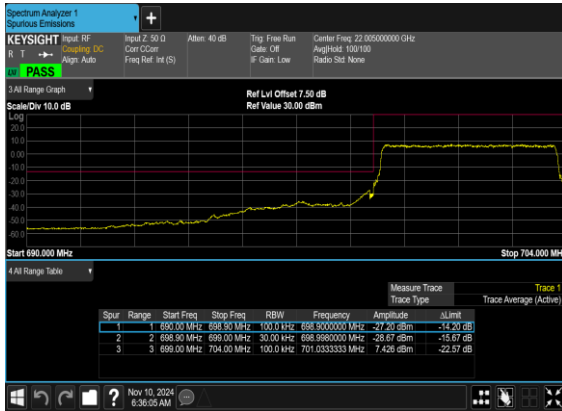 Spectrum Analyzer 1
Spurious Emissions
+
KEYSIGHT Input: RF Input Z: 50 Ω Atten: 40 dB Trig: Free Run Center Freq: 22.005000000 GHz
R T Coupling: DC Corr CCorr Gate: Off Avg|Hold: 100/100
Align: Auto Freq Ref: Int (S) IF Gain: Low Radio Std: None
PASS
3 All Range Graph
Ref Lvl Offset 7.50 dB
Scale/Div 10.0 dB Ref Value 30.00 dBm
Log
20.0
10.0
0.00
-10.0
-20.0
-30.0
-40.0
-50.0
-60.0
Start 690.000 MHz Stop 704.000 MH
4 All Range Table
Measure Trace Trace 1
Trace Type Trace Average (Active)
Spur Range Start Freq Stop Freq RBW Frequency Amplitude ΔLimit
1 1 690.00 MHz 698.90 MHz 100.0 kHz 698.9000000 MHz -27.20 dBm -14.20 dB
2 2 698.90 MHz 699.00 MHz 30.00 kHz 698.9980000 MHz -28.67 dBm -15.67 dB
3 3 699.00 MHz 704.00 MHz 100.0 kHz 701.0333333 MHz 7.426 dBm -22.57 dB
? Nov 10, 2024
6:36:05 AM